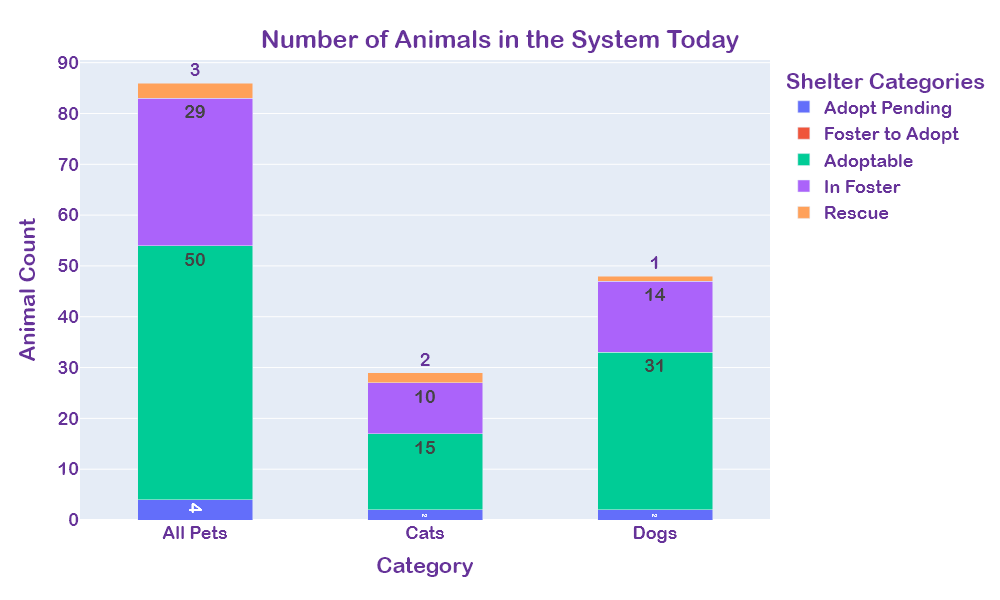 Number of Animals in the System Today
Shelter Categories
Adopt Pending
Foster to Adopt
Adoptable
In Foster
Rescue
Animal Count
90
80
70
60
50
40
30
20
10
0
3
29
50
4
2
10
15
2
1
14
31
2
All Pets Cats Dogs
Category